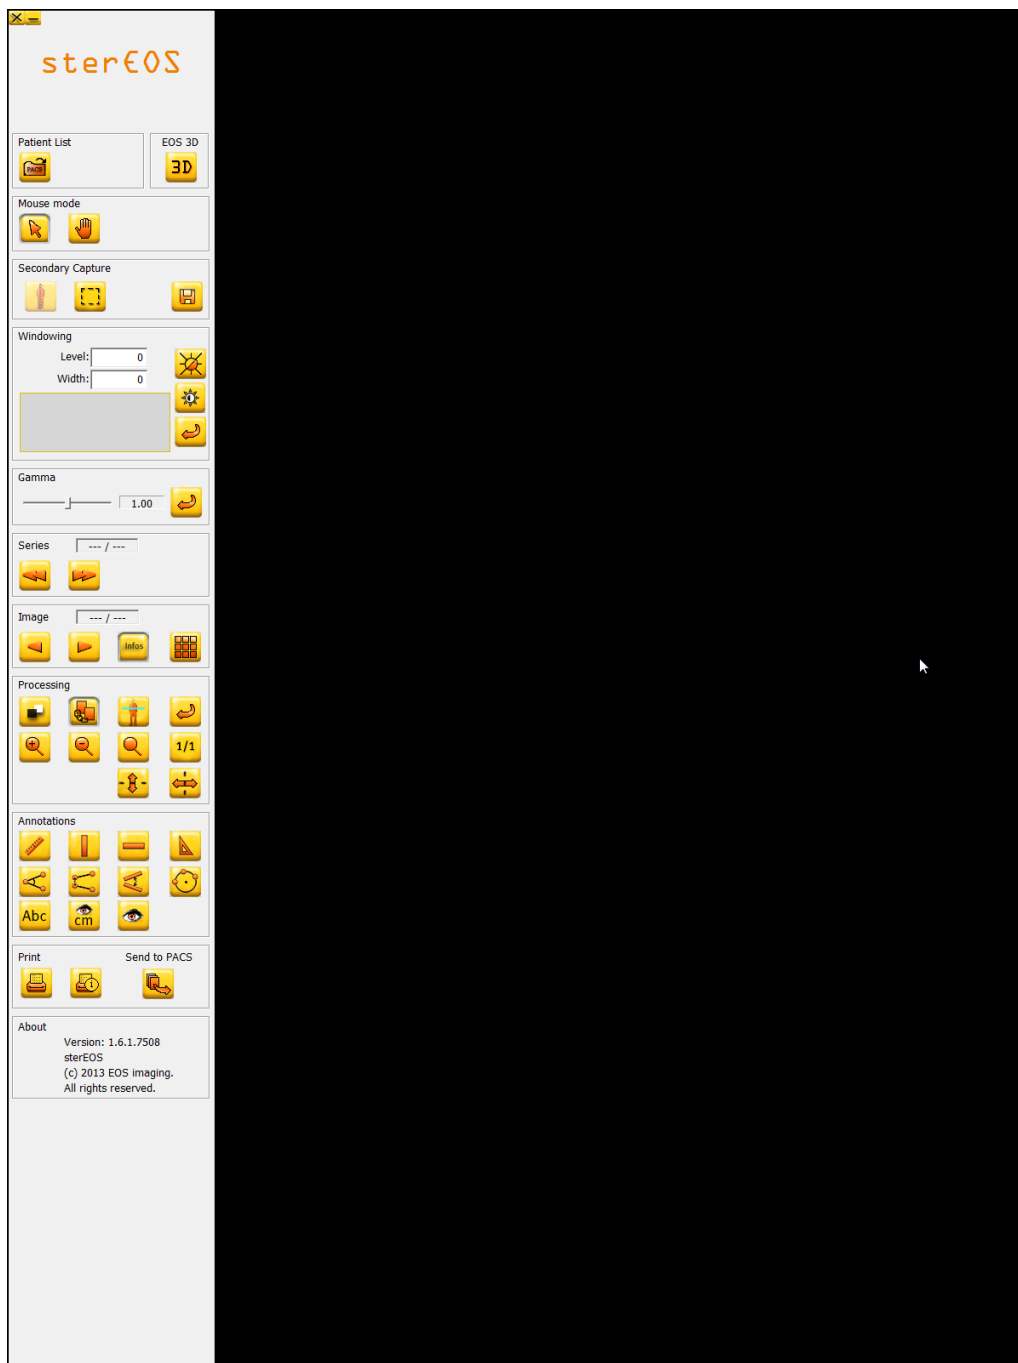 sterEOS
Patient List
EOS 3D
PACS
3D
Mouse mode
Secondary Capture
Windowing
Level: 0
Width: 0
Gamma
1.00
Series --- / ---
Image --- / ---
Infos
Processing
1/1
Annotations
Abc
cm
Print
Send to PACS
About
Version: 1.6.1.7508
sterEOS
(c) 2013 EOS imaging.
All rights reserved.